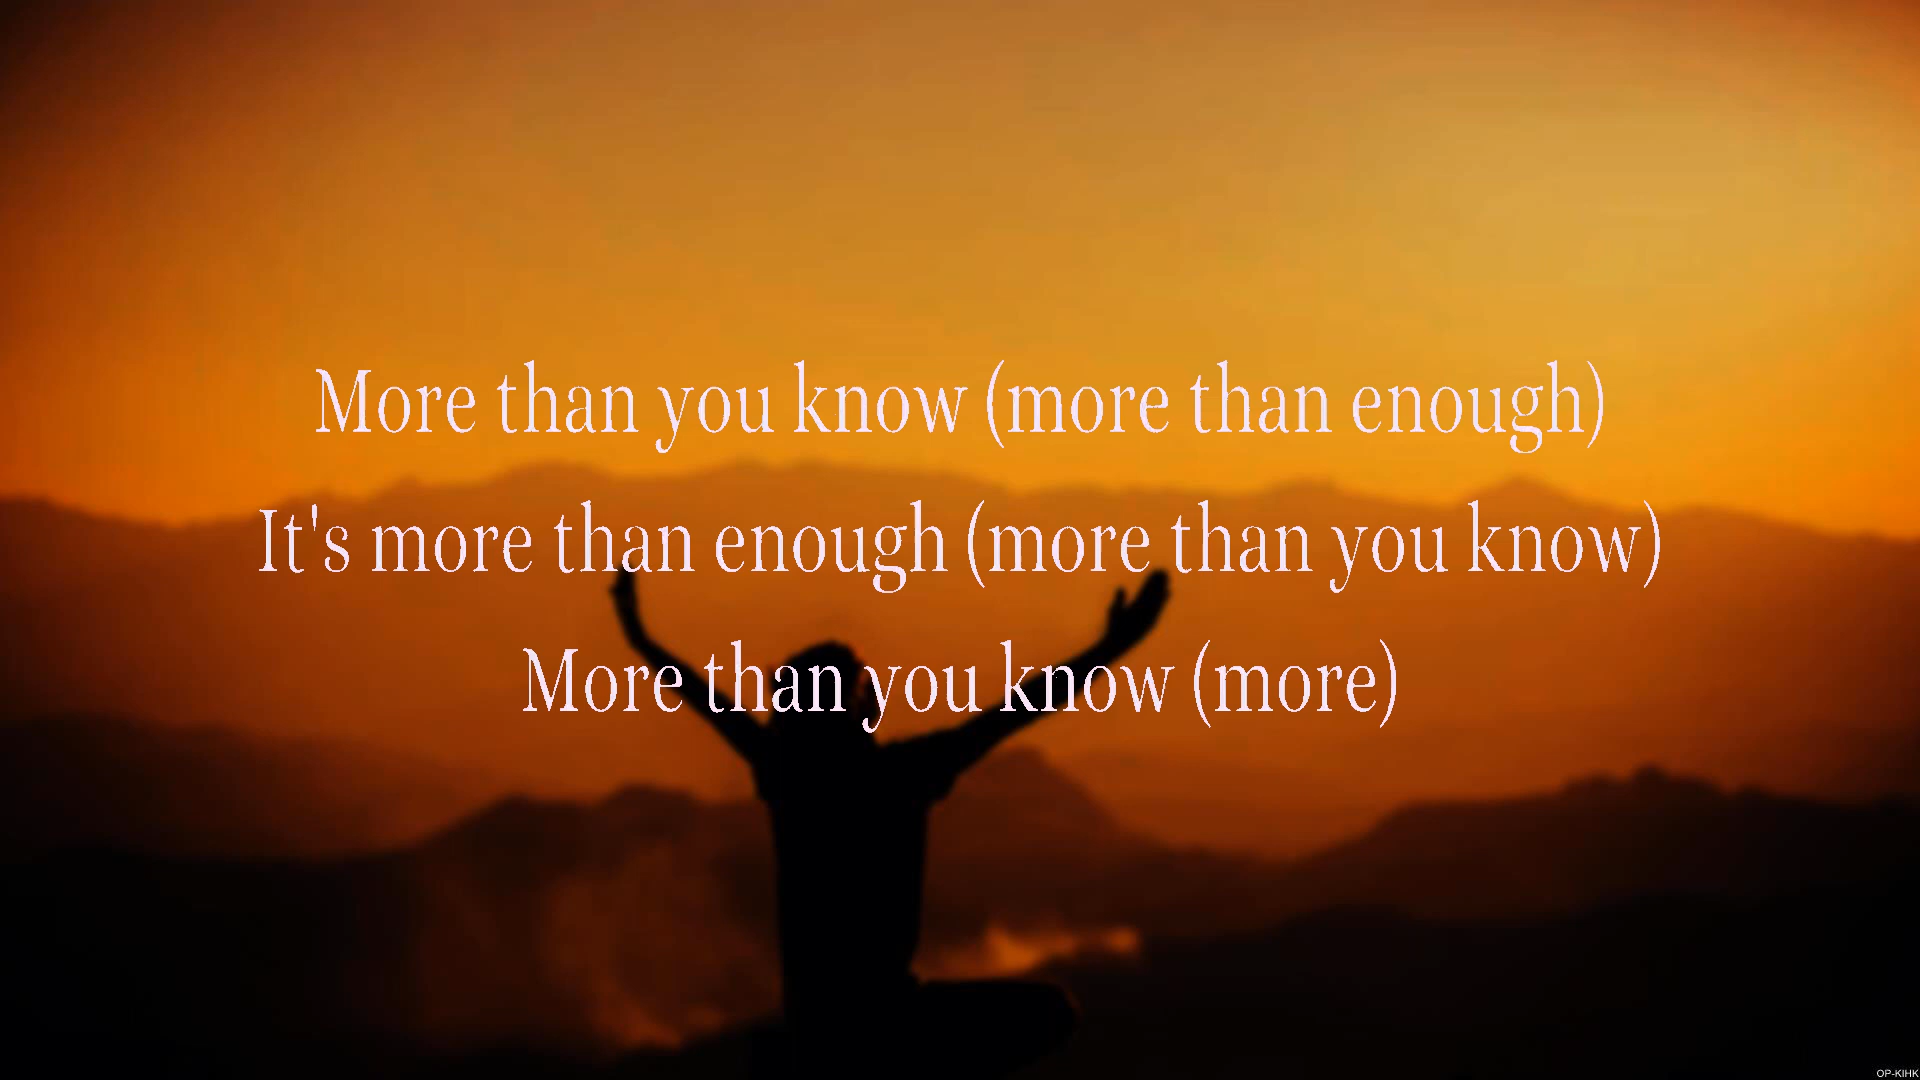 More than you know (more than enough)
It's more than enough (more than you know)
More than you know (more)
OP-KIHK